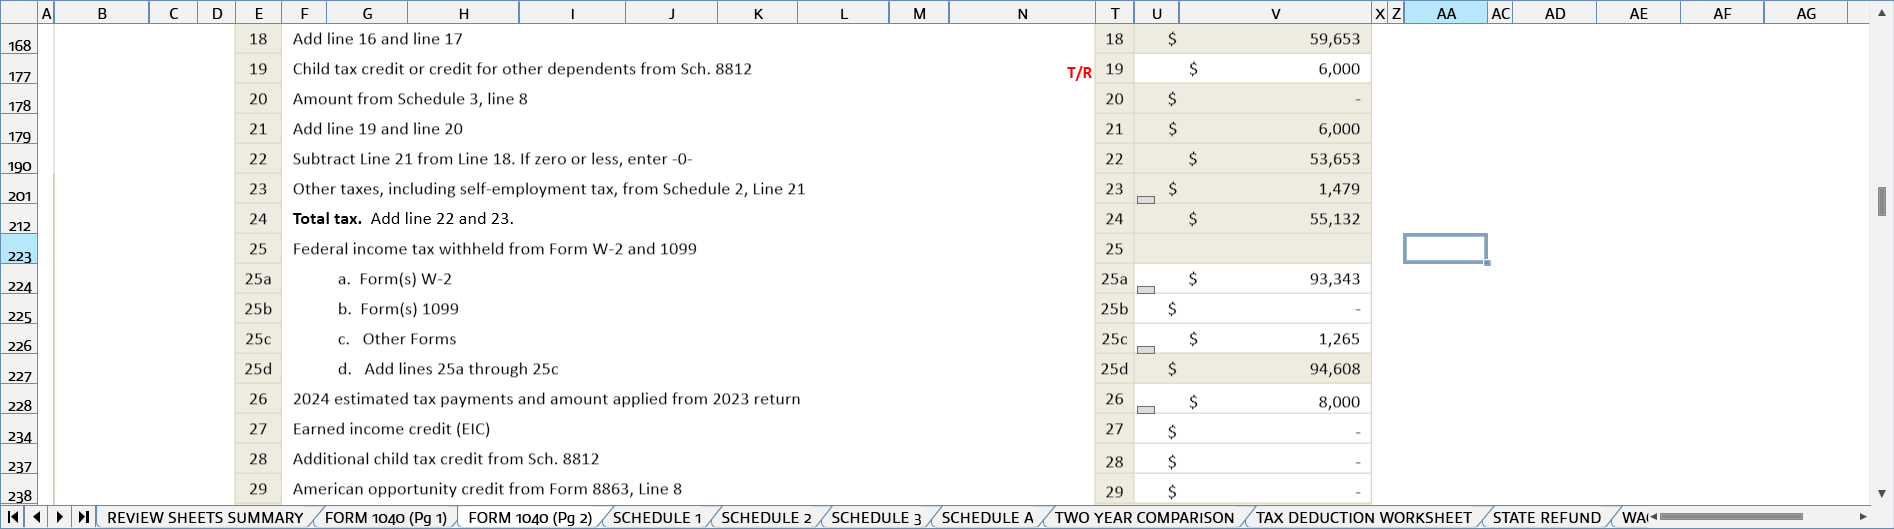 A B C D E F G H I J K L M N T U V X Z AA AC AD AE AF AG
168 18 Add line 16 and line 17 18 $ 59,653
177 19 Child tax credit or credit for other dependents from Sch. 8812 T/R 19 $ 6,000
178 20 Amount from Schedule 3, line 8 20 $ -
179 21 Add line 19 and line 20 21 $ 6,000
190 22 Subtract Line 21 from Line 18. If zero or less, enter -0- 22 $ 53,653
201 23 Other taxes, including self-employment tax, from Schedule 2, Line 21 23 $ 1,479
212 24 Total tax. Add line 22 and 23. 24 $ 55,132
223 25 Federal income tax withheld from Form W-2 and 1099 25
224 25a a. Form(s) W-2 25a $ 93,343
225 25b b. Form(s) 1099 25b $ -
226 25c c. Other Forms 25c $ 1,265
227 25d d. Add lines 25a through 25c 25d $ 94,608
228 26 2024 estimated tax payments and amount applied from 2023 return 26 $ 8,000
234 27 Earned income credit (EIC) 27 $ -
237 28 Additional child tax credit from Sch. 8812 28 $ -
238 29 American opportunity credit from Form 8863, Line 8 29 $ -
REVIEW SHEETS SUMMARY FORM 1040 (Pg 1) FORM 1040 (Pg 2) SCHEDULE 1 SCHEDULE 2 SCHEDULE 3 SCHEDULE A TWO YEAR COMPARISON TAX DEDUCTION WORKSHEET STATE REFUND WA